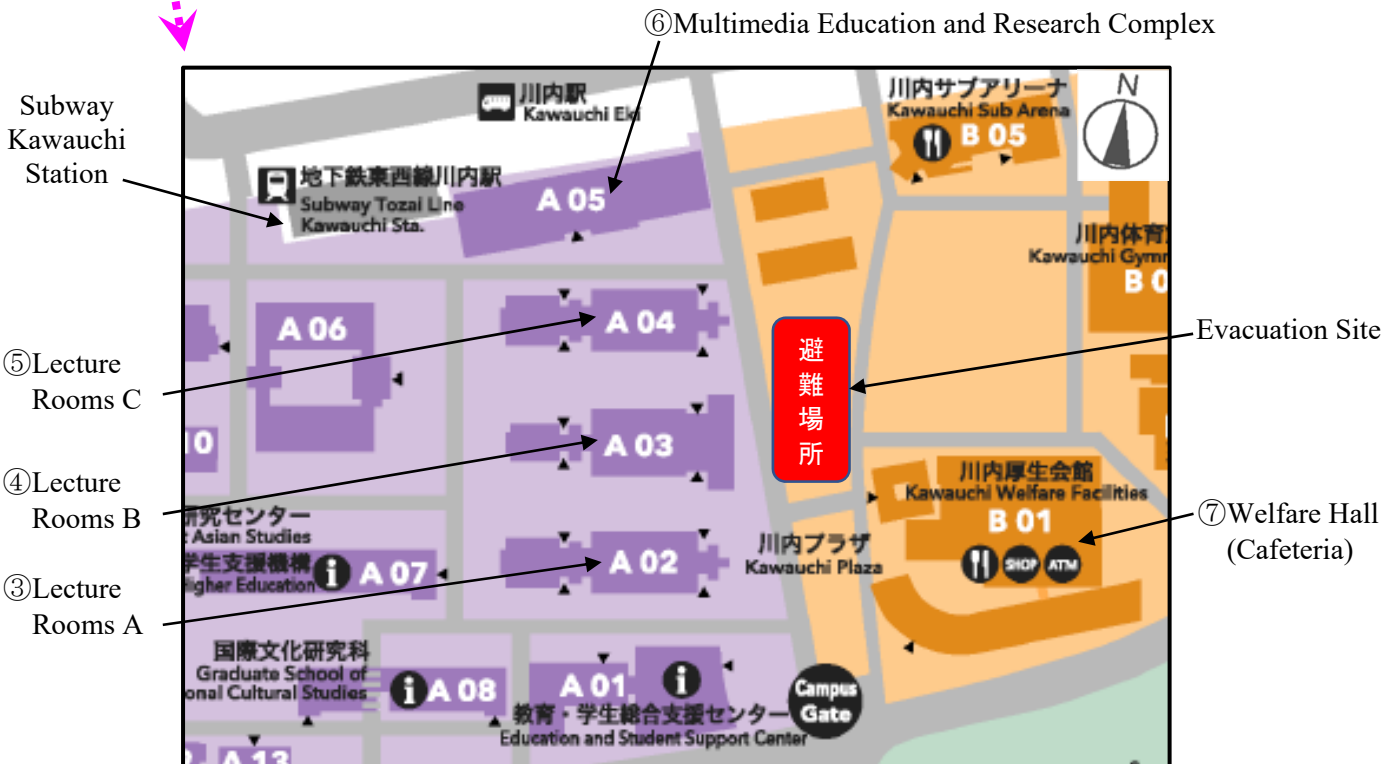 ⑥Multimedia Education and Research Complex
Subway
Kawauchi
Station
川内駅
Kawauchi Eki
川内サブアリーナ
Kawauchi Sub Arena
B 05
N
地下鉄東西線川内駅
Subway Tozai Line
Kawauchi Sta.
A 05
川内体育
Kawauchi Gymn
B 0
A 06
A 04
避
難
場
所
Evacuation Site
⑤Lecture
Rooms C
10
A 03
④Lecture
Rooms B
川内厚生会館
Kawauchi Welfare Facilities
B 01
SHOP
ATM
⑦Welfare Hall
(Cafeteria)
研究センター
t Asian Studies
学生支援機構
Higher Education
i
A 07
A 02
川内プラザ
Kawauchi Plaza
③Lecture
Rooms A
国際文化研究科
Graduate School of
onal Cultural Studies
i
A 08
A 01
i
教育・学生総合支援センター
Education and Student Support Center
Campus
Gate
A 13